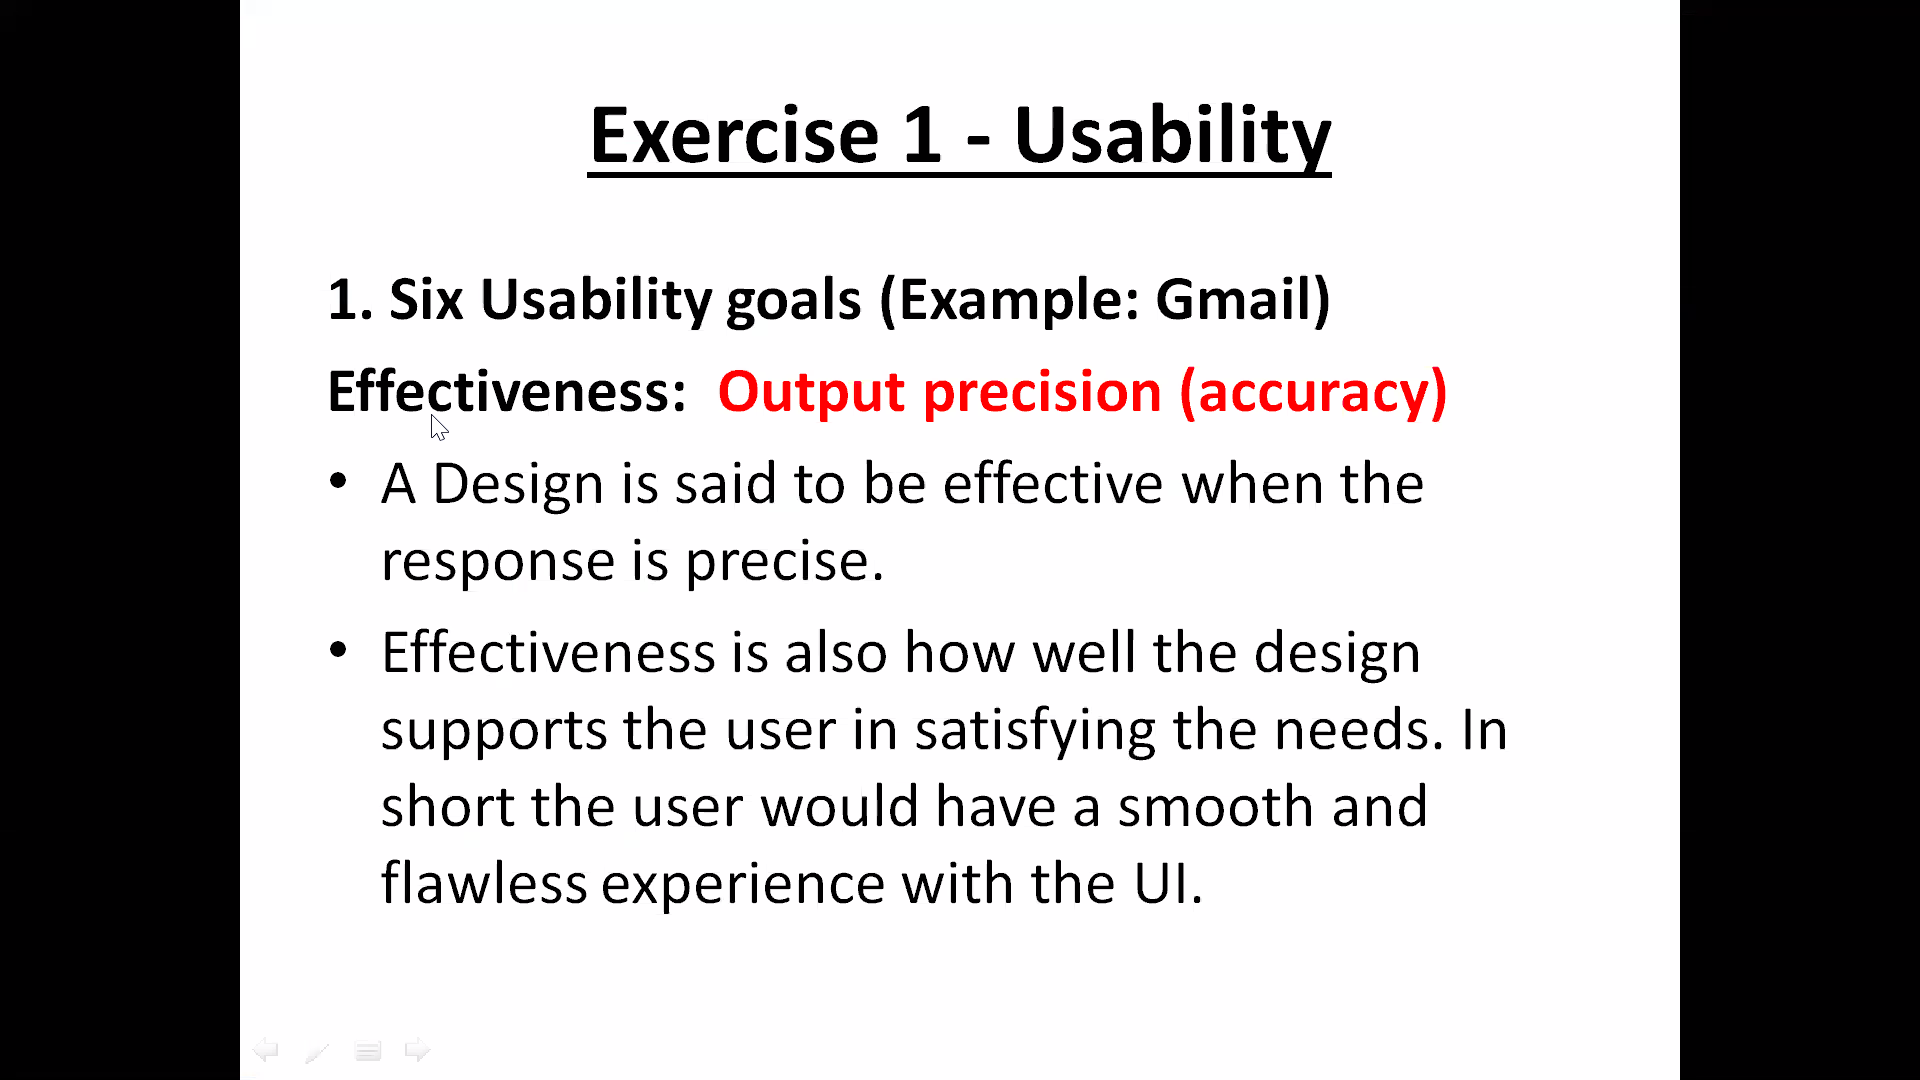 Exercise 1 - Usability
1. Six Usability goals (Example: Gmail)
Effectiveness: Output precision (accuracy)
• A Design is said to be effective when the
response is precise.
• Effectiveness is also how well the design
supports the user in satisfying the needs. In
short the user would have a smooth and
flawless experience with the UI.